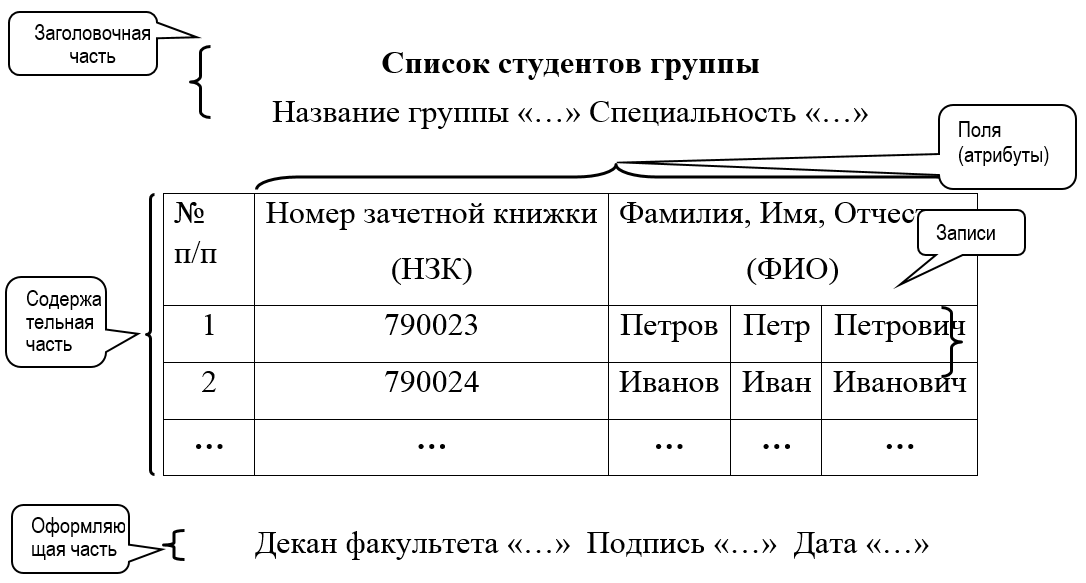 Заголовочная
часть
Список студентов группы
Название группы «…» Специальность «…»
Поля
(атрибуты)
№
п/п
Номер зачетной книжки
(НЗК)
Фамилия, Имя, Отчест
(ФИО)
Записи
Содержа
тельная
часть
1 790023 Петров Петр Петрович
2 790024 Иванов Иван Иванович
… … … … …
Оформляю
щая часть
Декан факультета «…» Подпись «…» Дата «…»